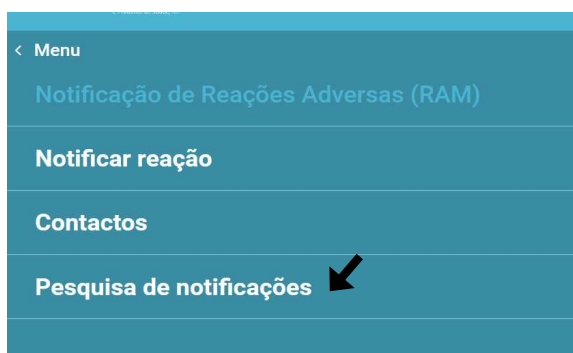 < Menu
Notificação de Reações Adversas (RAM)
Notificar reação
Contactos
Pesquisa de notificações